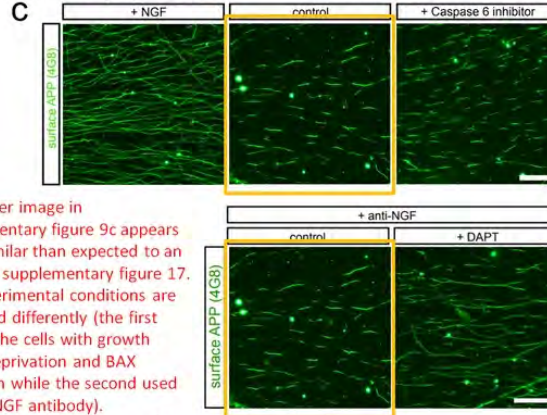 C
+ NGF control + Caspase 6 inhibitor
surface APP (4G8)
er image in
entary figure 9c appears
milar than expected to an
supplementary figure 17.
erimental conditions are
d differently (the first
he cells with growth
eprivation and BAX
n while the second used
NGF antibody).
+ anti-NGF
control + DAPT
surface APP (4G8)